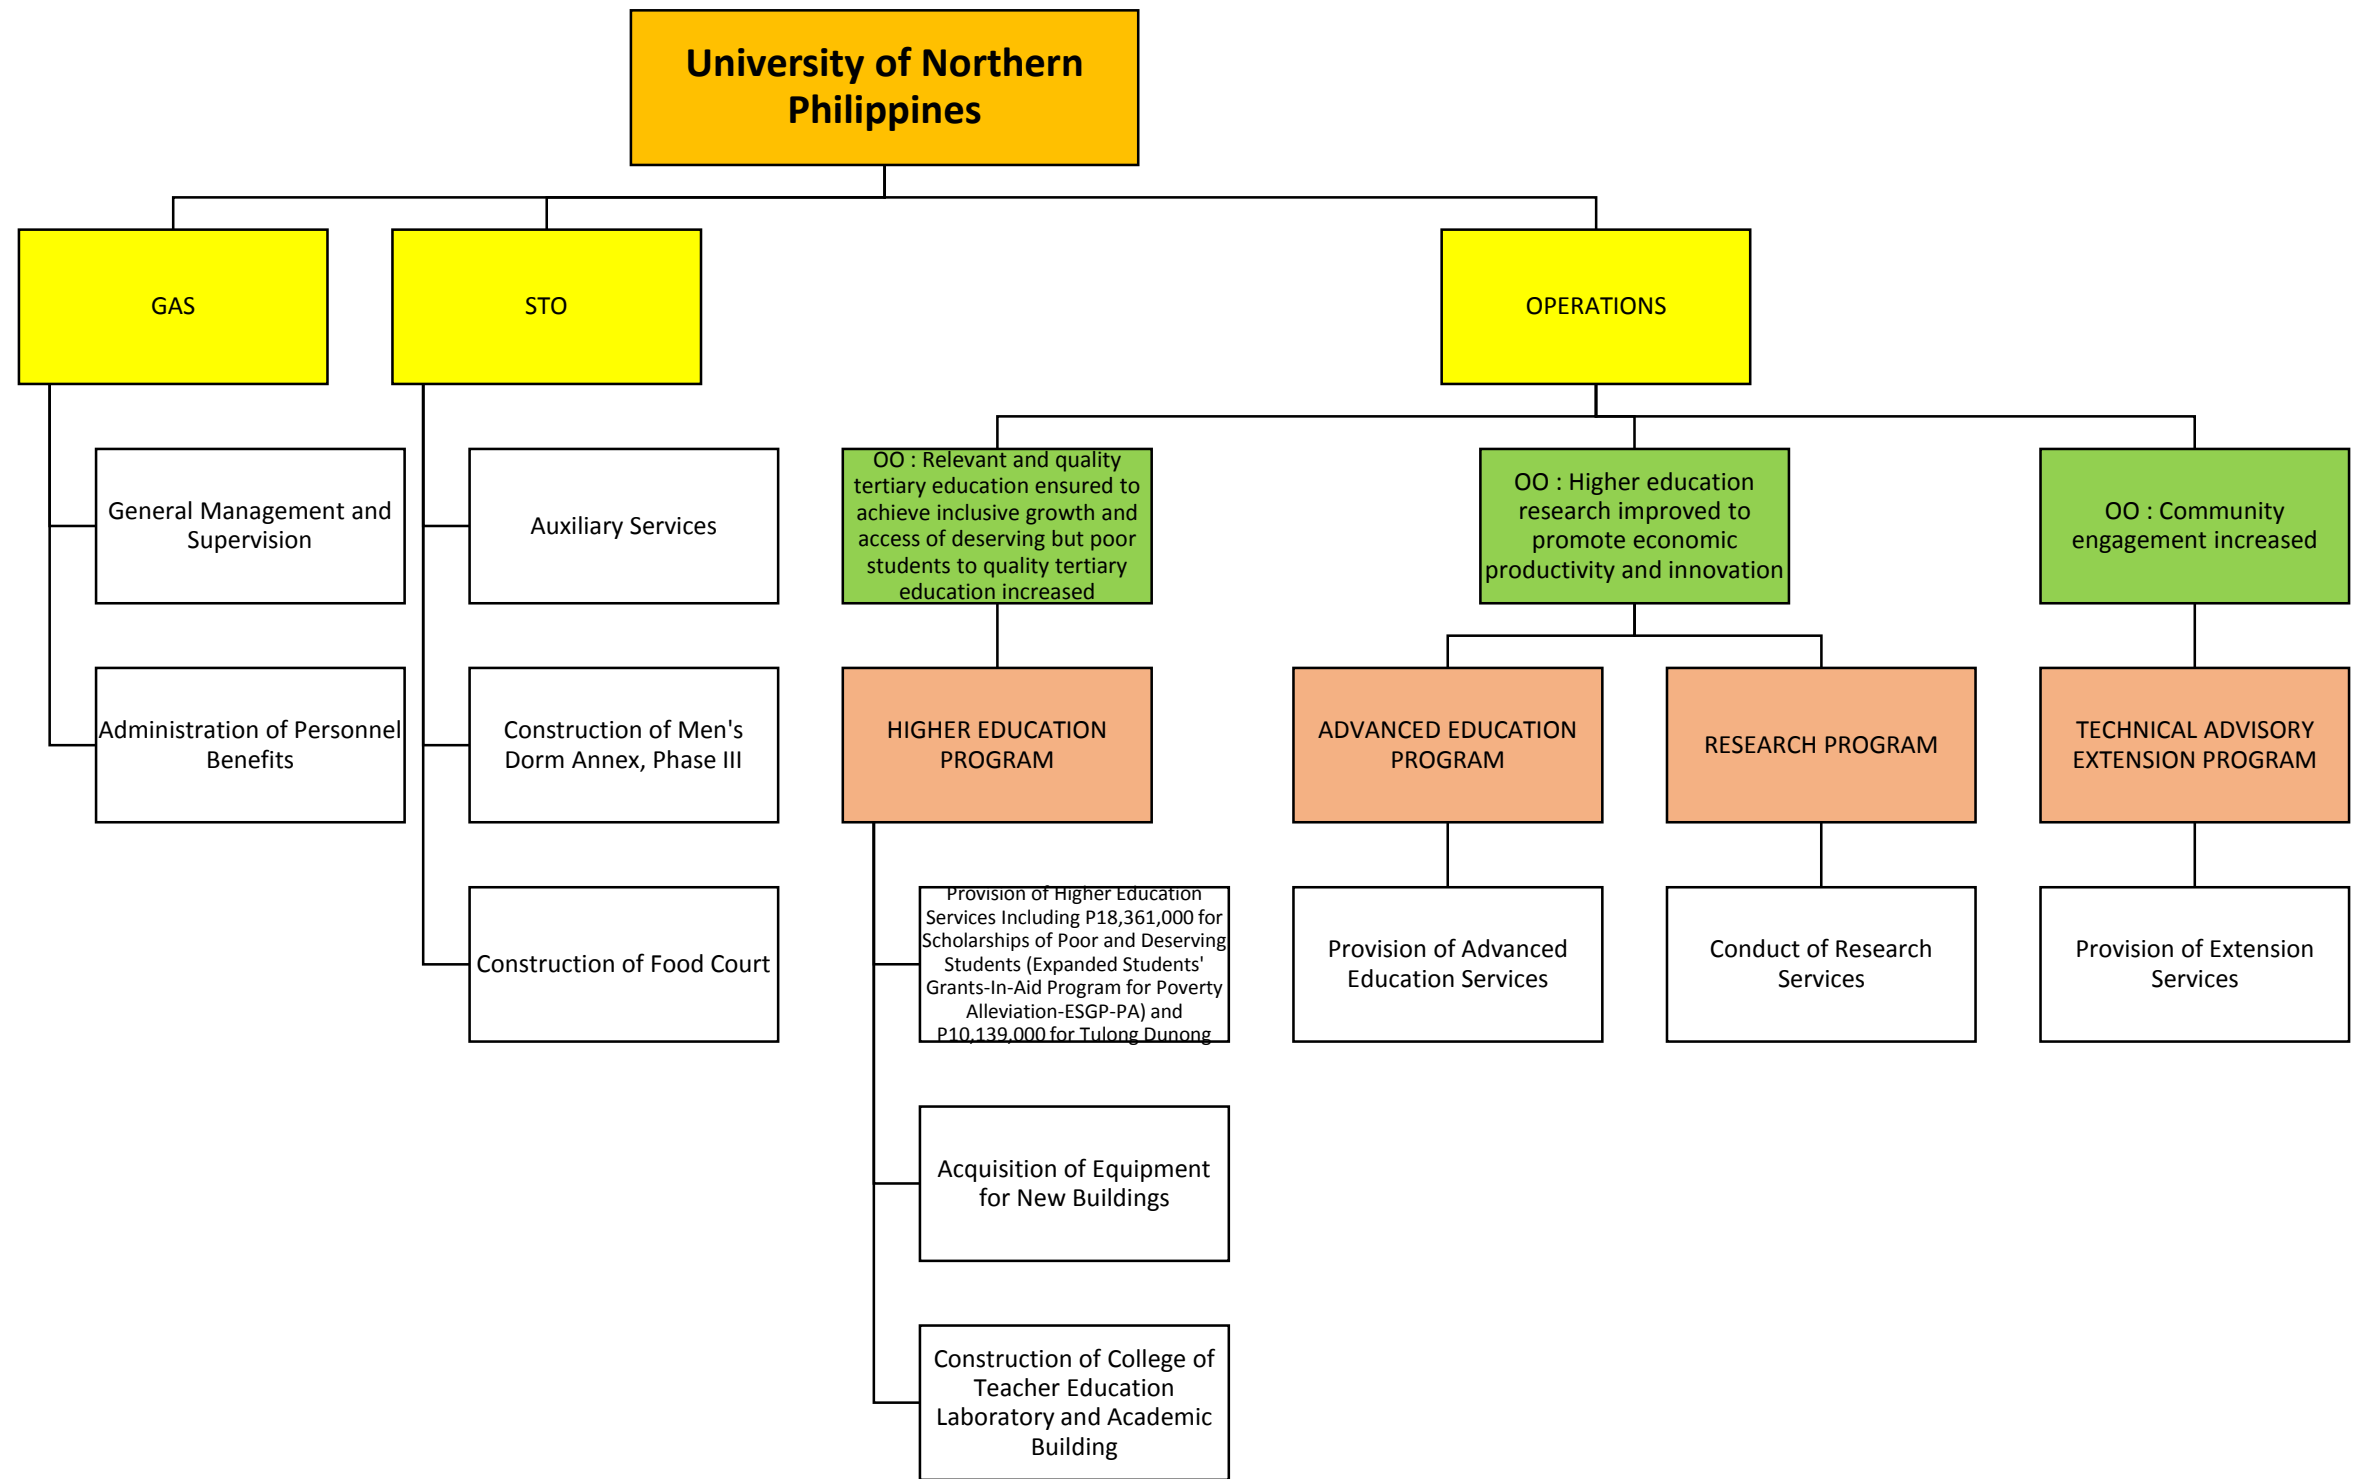 University of Northern
Philippines
GAS
STO
OPERATIONS
General Management and
Supervision
Administration of Personnel
Benefits
Auxiliary Services
Construction of Men's
Dorm Annex, Phase III
Construction of Food Court
OO : Relevant and quality
tertiary education ensured to
achieve inclusive growth and
access of deserving but poor
students to quality tertiary
education increased
HIGHER EDUCATION
PROGRAM
Provision of Higher Education
Services Including P18,361,000 for
Scholarships of Poor and Deserving
Students (Expanded Students'
Grants-In-Aid Program for Poverty
Alleviation-ESGP-PA) and
P10,139,000 for Tulong Dunong
Acquisition of Equipment
for New Buildings
Construction of College of
Teacher Education
Laboratory and Academic
Building
OO : Higher education
research improved to
promote economic
productivity and innovation
ADVANCED EDUCATION
PROGRAM
Provision of Advanced
Education Services
RESEARCH PROGRAM
Conduct of Research
Services
OO : Community
engagement increased
TECHNICAL ADVISORY
EXTENSION PROGRAM
Provision of Extension
Services